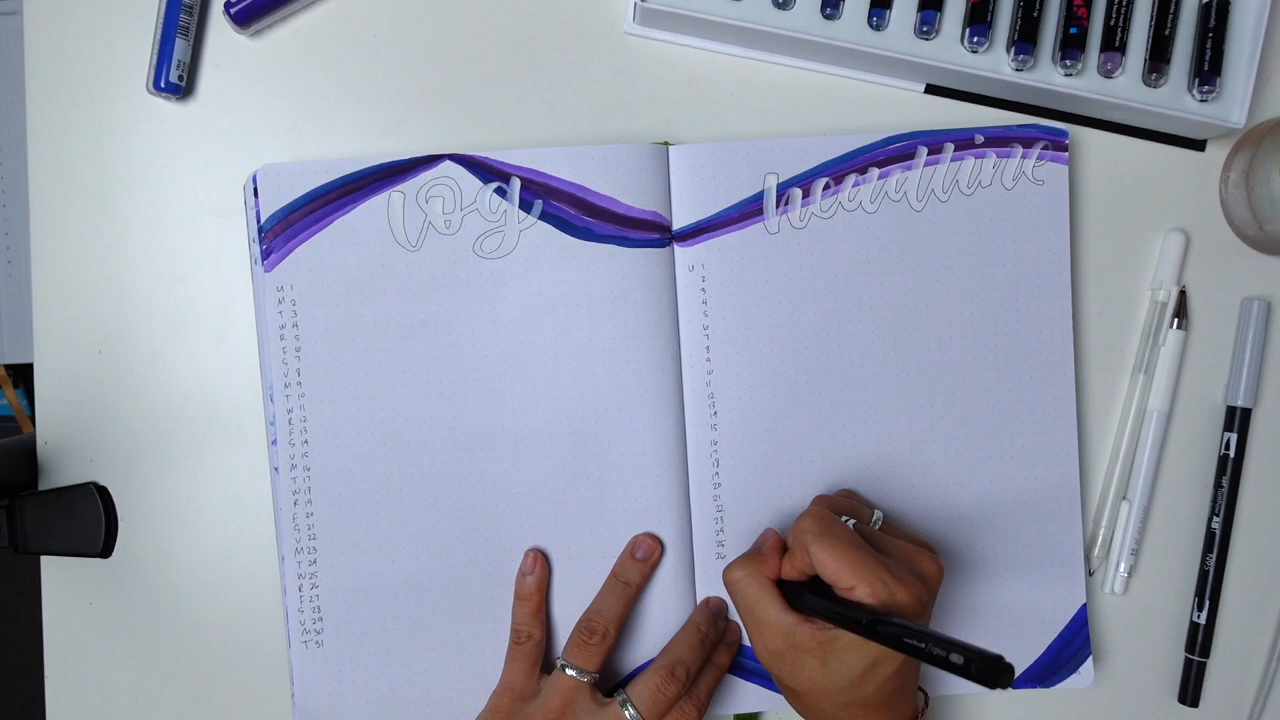 log
U 1
M 2
T 3
W 4
R 5
F 6
S 7
U 8
M 9
T 10
W 11
R 12
F 13
S 14
U 15
M 16
T 17
W 18
R 19
F 20
S 21
U 22
M 23
T 24
W 25
R 26
F 27
S 28
U 29
M 30
T 31
headline
U 1
2
3
4
5
6
7
8
9
10
11
12
13
14
15
16
17
18
19
20
21
22
23
24
25
26
Tombow ABT N95